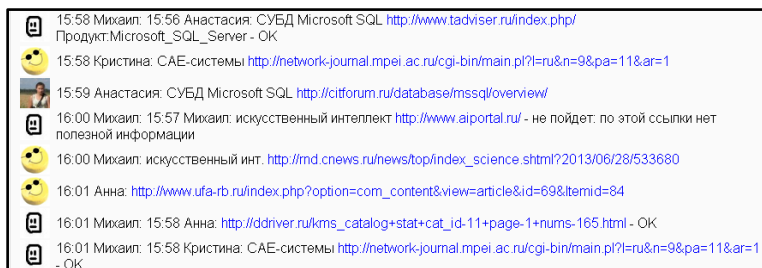 15:58 Михаил: 15:56 Анастасия: СУБД Microsoft SQL http://www.tadviser.ru/index.php/
Продукт:Microsoft_SQL_Server - OK
15:58 Кристина: CAE-системы http://network-journal.mpei.ac.ru/cgi-bin/main.pl?l=ru&n=9&pa=11&ar=1
15:59 Анастасия: СУБД Microsoft SQL http://citforum.ru/database/mssql/overview/
16:00 Михаил: 15:57 Михаил: искусственный интеллект http://www.aiportal.ru/ - не пойдет: по этой ссылки нет
полезной информации
16:00 Михаил: искусственный инт. http://rnd.cnews.ru/news/top/index_science.shtml?2013/06/28/533680
16:01 Анна: http://www.ufa-rb.ru/index.php?option=com_content&view=article&id=69&Itemid=84
16:01 Михаил: 15:58 Анна: http://ddriver.ru/kms_catalog+stat+cat_id-11+page-1+nums-165.html - OK
16:01 Михаил: 15:58 Кристина: CAE-системы http://network-journal.mpei.ac.ru/cgi-bin/main.pl?l=ru&n=9&pa=11&ar=1
- OK